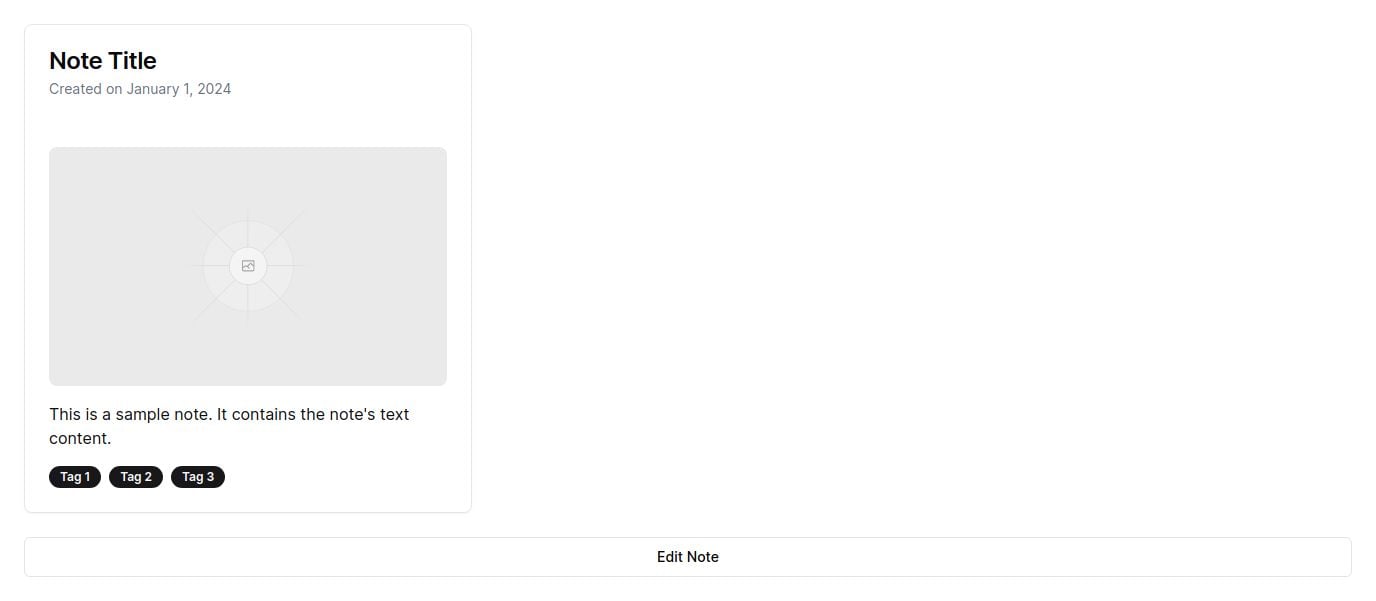 Note Title
Created on January 1, 2024
This is a sample note. It contains the note's text
content.
Tag 1 Tag 2 Tag 3
Edit Note